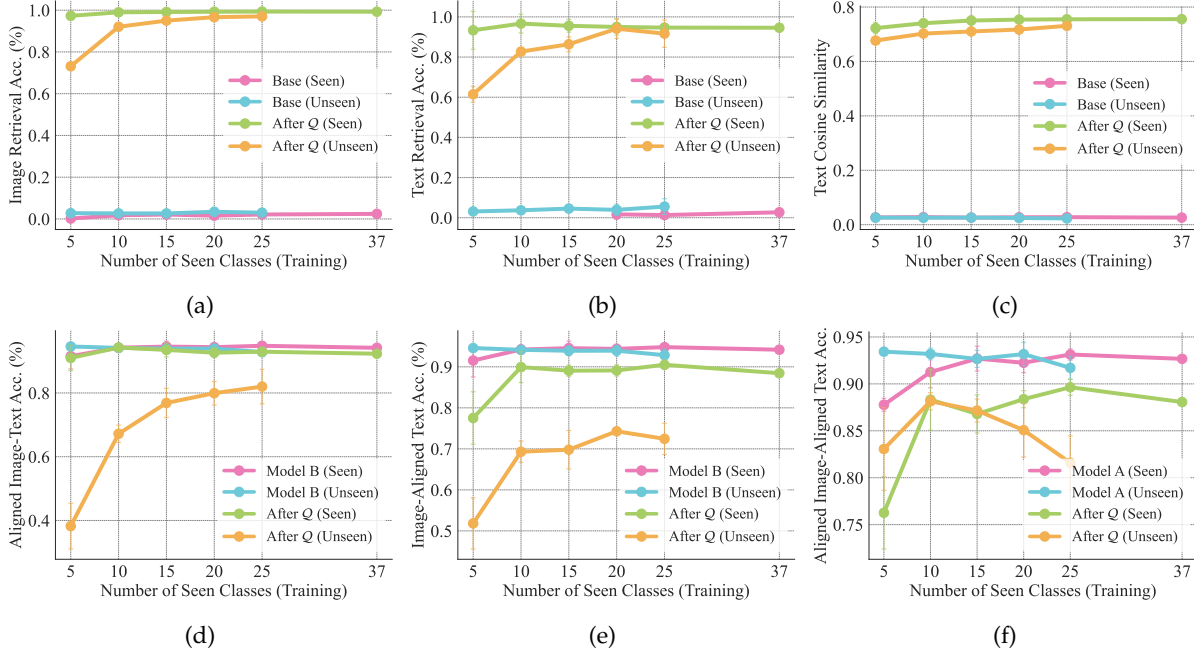 Image Retrieval Acc. (%)
1.0
0.8
0.6
0.4
0.2
0.0
Base (Seen)
Base (Unseen)
After Q (Seen)
After Q (Unseen)
5 10 15 20 25 37
Number of Seen Classes (Training)
(a)
Text Retrieval Acc. (%)
1.0
0.8
0.6
0.4
0.2
0.0
Base (Seen)
Base (Unseen)
After Q (Seen)
After Q (Unseen)
5 10 15 20 25 37
Number of Seen Classes (Training)
(b)
Text Cosine Similarity
0.8
0.6
0.4
0.2
0.0
Base (Seen)
Base (Unseen)
After Q (Seen)
After Q (Unseen)
5 10 15 20 25 37
Number of Seen Classes (Training)
(c)
Aligned Image-Text Acc. (%)
0.8
0.6
0.4
Model B (Seen)
Model B (Unseen)
After Q (Seen)
After Q (Unseen)
5 10 15 20 25 37
Number of Seen Classes (Training)
(d)
Image-Aligned Text Acc. (%)
0.9
0.8
0.7
0.6
0.5
Model B (Seen)
Model B (Unseen)
After Q (Seen)
After Q (Unseen)
5 10 15 20 25 37
Number of Seen Classes (Training)
(e)
Aligned Image-Aligned Text Acc.
0.95
0.90
0.85
0.80
0.75
Model A (Seen)
Model A (Unseen)
After Q (Seen)
After Q (Unseen)
5 10 15 20 25 37
Number of Seen Classes (Training)
(f)